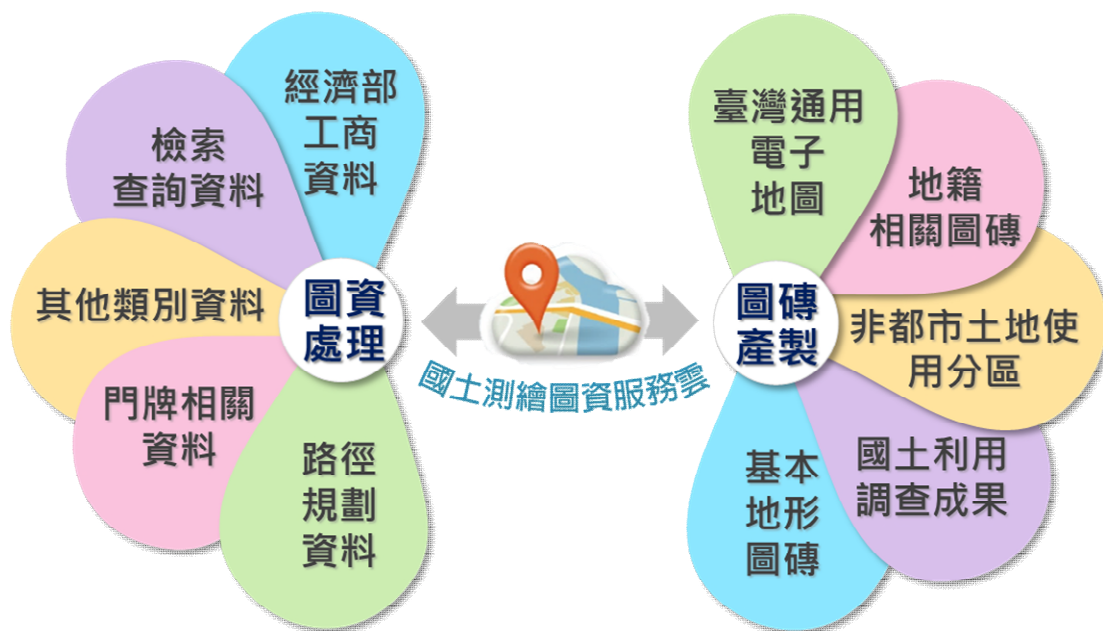 經濟部
工商
資料
檢索
查詢資料
其他類別資料
門牌相關
資料
路徑
規劃
資料
圖資
處理
國土測繪圖資服務雲
圖磚
產製
臺灣通用
電子
地圖
地籍
相關圖磚
非都市土地使
用分區
國土利用
調查成果
基本
地形
圖磚